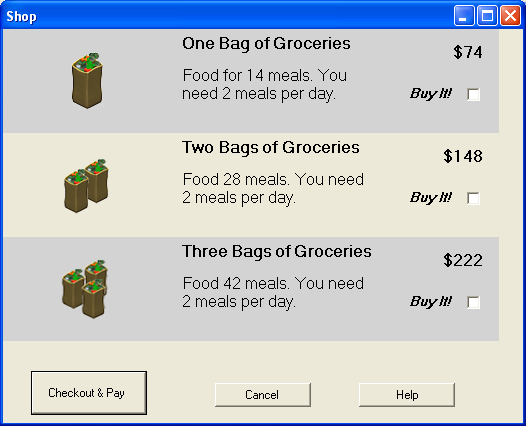 Shop
One Bag of Groceries
$74
Food for 14 meals. You
need 2 meals per day.
Buy It!
Two Bags of Groceries
$148
Food 28 meals. You need
2 meals per day.
Buy It!
Three Bags of Groceries
$222
Food 42 meals. You need
2 meals per day.
Buy It!
Checkout & Pay
Cancel
Help